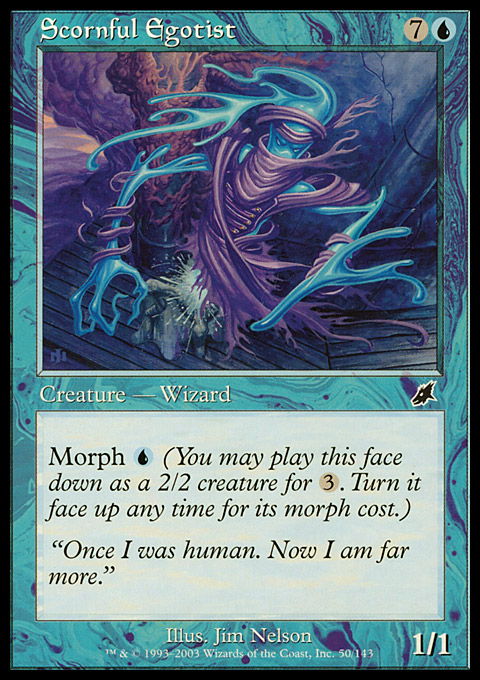 Scornful Egotist 7
Creature — Wizard
Morph (You may play this face
down as a 2/2 creature for 3. Turn it
face up any time for its morph cost.)
“Once I was human. Now I am far
more.”
Illus. Jim Nelson
™ & © 1993-2003 Wizards of the Coast, Inc. 50/143
1/1